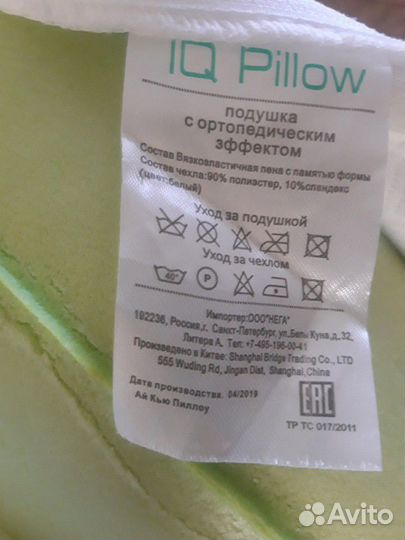 IQ Pillow
подушка
с ортопедическим
эффектом
Состав Вязкоэластичная пена с памятью формы
Состав чехла:90% полиэстер, 10%спандекс
(цвет:белый)
Уход за подушкой
Уход за чехлом
40°
P
Импортер:ООО"НЕГА"
192236, Россия,г. Санкт-Петербург, ул.Белы Куна,д.32,
Литера А. Тел: +7-495-196-00-41
Произведено в Китае: Shanghai Bridge Trading Co., LTD
555 Wuding Rd, Jingan Dist, Shanghai,China
Дата производства. 04/2019
Ай Кью Пиллоу
EAC
ТР ТС 017/2011
Avito